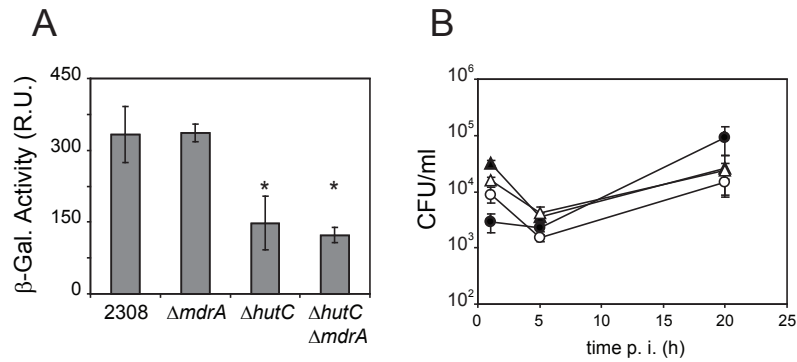 A
β-Gal. Activity (R.U.)
450
300
150
0
2308
ΔmdrA
ΔhutC
ΔhutC
ΔmdrA
*
*
B
CFU/ml
10⁶
10⁵
10⁴
10³
10²
0
5
10
15
20
25
time p. i. (h)